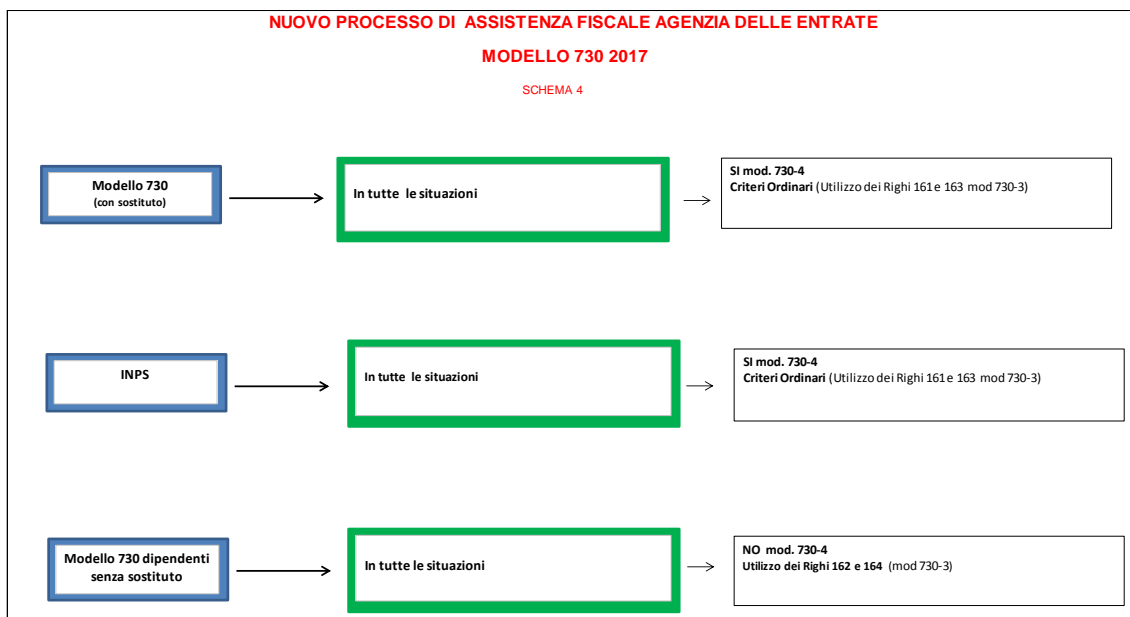 NUOVO PROCESSO DI ASSISTENZA FISCALE AGENZIA DELLE ENTRATE
MODELLO 730 2017
SCHEMA 4
Modello 730
(con sostituto)
In tutte le situazioni
SI mod. 730-4
Criteri Ordinari (Utilizzo dei Righi 161 e 163 mod 730-3)
INPS
In tutte le situazioni
SI mod. 730-4
Criteri Ordinari (Utilizzo dei Righi 161 e 163 mod 730-3)
Modello 730 dipendenti
senza sostituto
In tutte le situazioni
NO mod. 730-4
Utilizzo dei Righi 162 e 164 (mod 730-3)